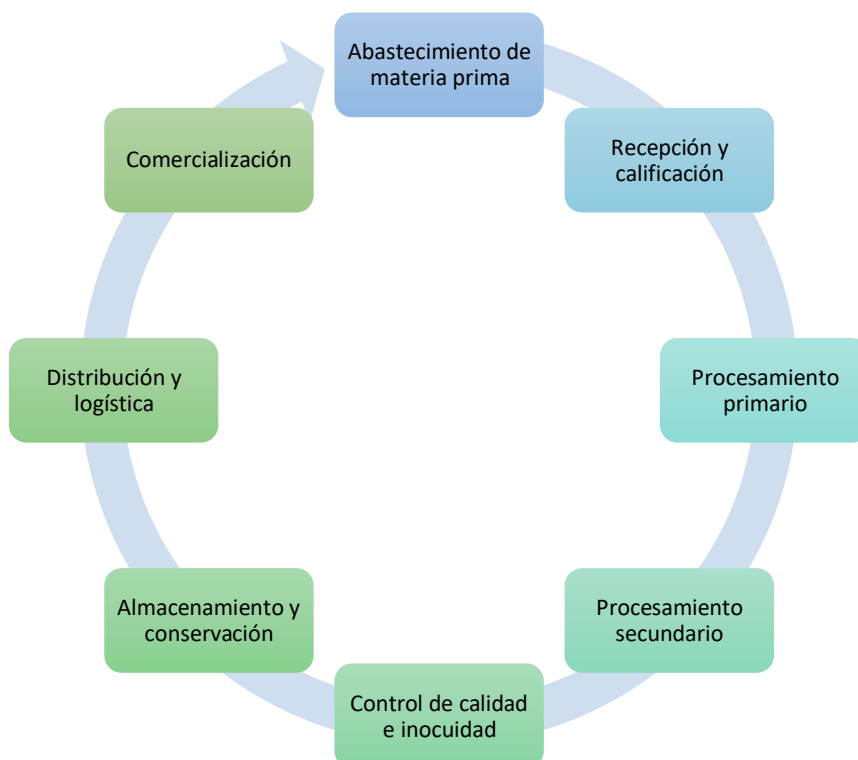 Abastecimiento de
materia prima
Recepción y
calificación
Procesamiento
primario
Procesamiento
secundario
Control de calidad
e inocuidad
Almacenamiento y
conservación
Distribución y
logística
Comercialización